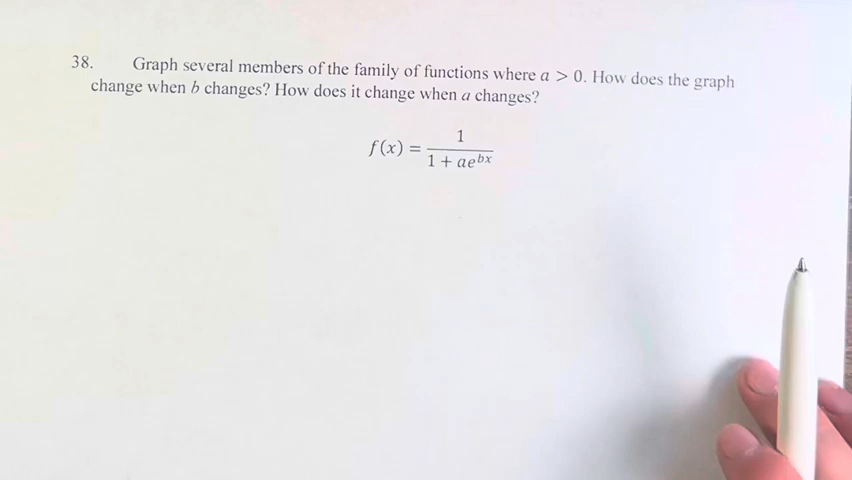 38. Graph several members of the family of functions where a > 0. How does the graph
change when b changes? How does it change when a changes?
f(x) = 1 / (1 + ae^{bx})